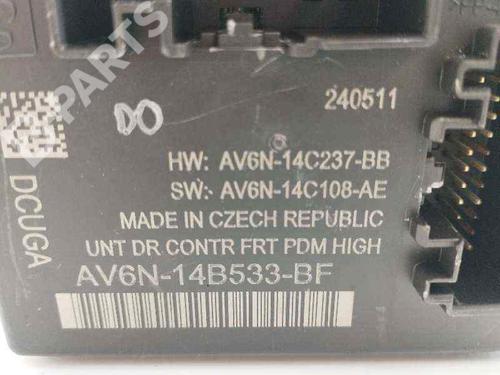 PARTS
DO
240511
HW: AV6N-14C237-BB
SW: AV6N-14C108-AE
MADE IN CZECH REPUBLIC
UNT DR CONTR FRT PDM HIGH
AV6N-14B533-BF
DCUGA